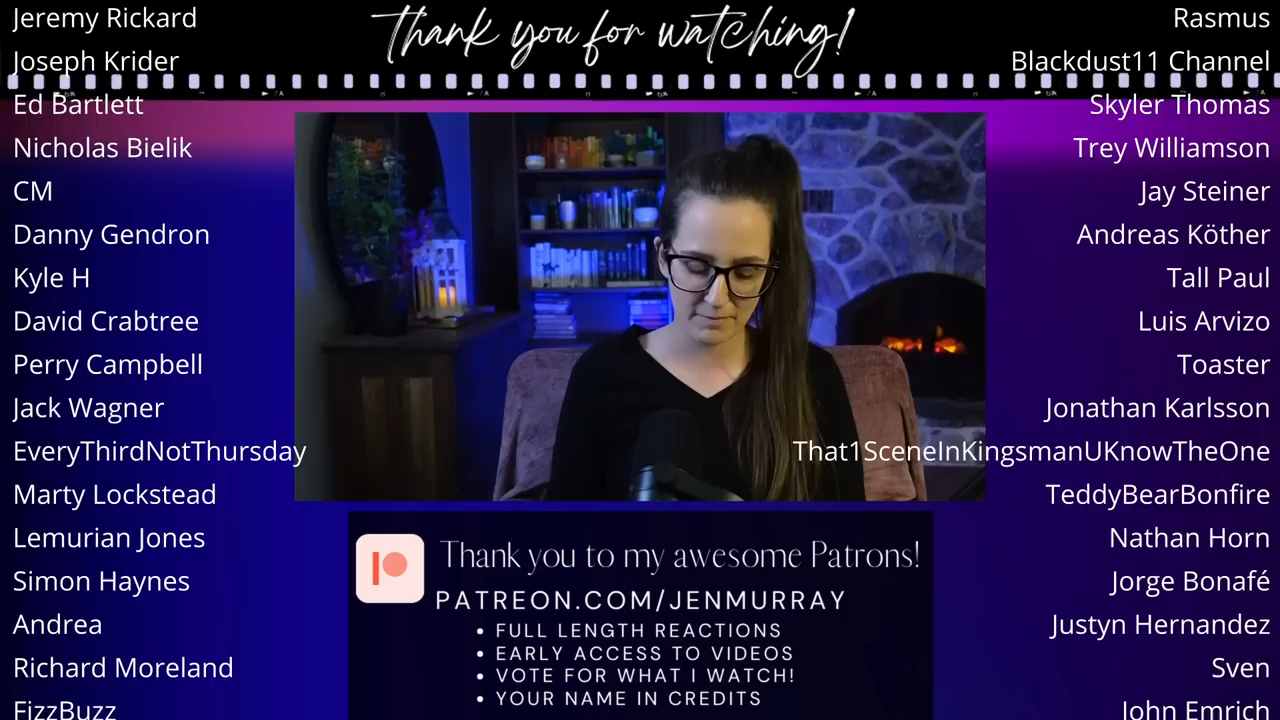 Thank you for watching!
Jeremy Rickard
Joseph Krider
Ed Bartlett
Nicholas Bielik
CM
Danny Gendron
Kyle H
David Crabtree
Perry Campbell
Jack Wagner
EveryThirdNotThursday
Marty Lockstead
Lemurian Jones
Simon Haynes
Andrea
Richard Moreland
FizzBuzz
Rasmus
Blackdust11 Channel
Skyler Thomas
Trey Williamson
Jay Steiner
Andreas Köther
Tall Paul
Luis Arvizo
Toaster
Jonathan Karlsson
That1SceneInKingsmanUKnowTheOne
TeddyBearBonfire
Nathan Horn
Jorge Bonafé
Justyn Hernandez
Sven
John Emrich
Thank you to my awesome Patrons!
PATREON.COM/JENMURRAY
• FULL LENGTH REACTIONS
• EARLY ACCESS TO VIDEOS
• VOTE FOR WHAT I WATCH!
• YOUR NAME IN CREDITS